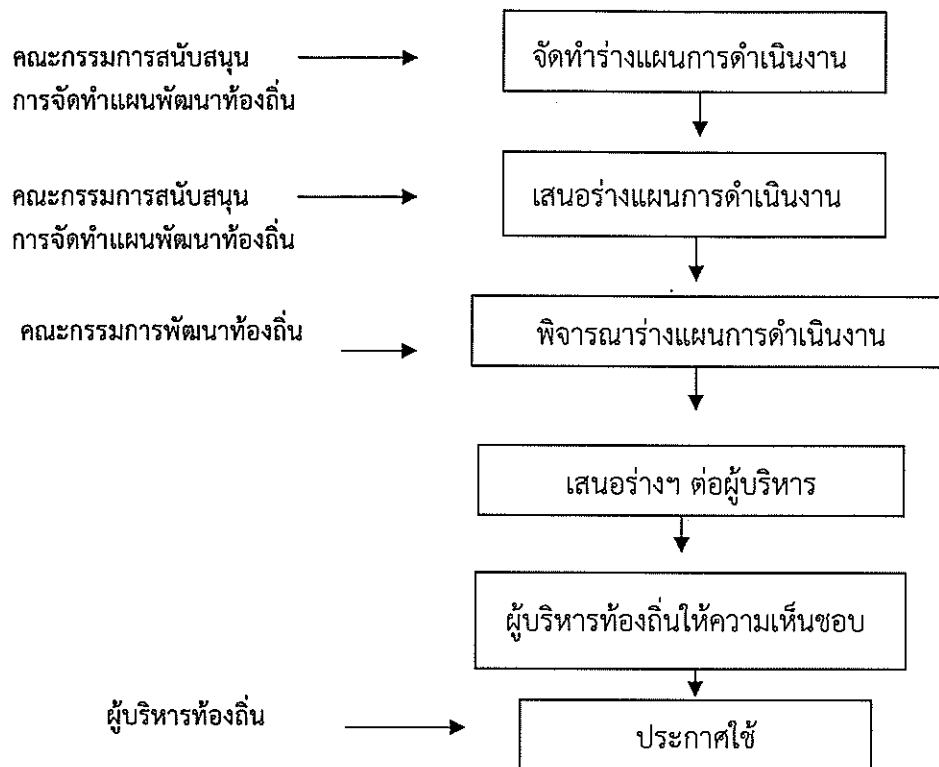 คณะกรรมการสนับสนุน
การจัดทำแผนพัฒนาท้องถิ่น
จัดทำร่างแผนการดำเนินงาน
คณะกรรมการสนับสนุน
การจัดทำแผนพัฒนาท้องถิ่น
เสนอร่างแผนการดำเนินงาน
คณะกรรมการพัฒนาท้องถิ่น
พิจารณาร่างแผนการดำเนินงาน
เสนอร่างฯ ต่อผู้บริหาร
ผู้บริหารท้องถิ่นให้ความเห็นชอบ
ผู้บริหารท้องถิ่น
ประกาศใช้